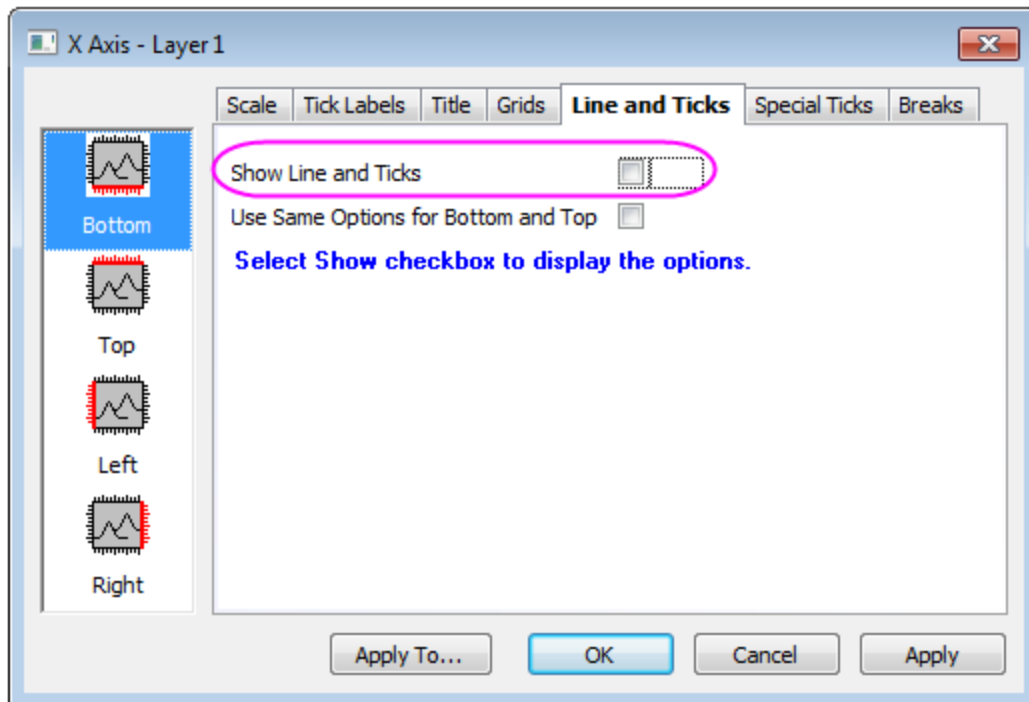 X Axis - Layer 1
Scale
Tick Labels
Title
Grids
Line and Ticks
Special Ticks
Breaks
Bottom
Top
Left
Right
Show Line and Ticks
Use Same Options for Bottom and Top
Select Show checkbox to display the options.
Apply To...
OK
Cancel
Apply